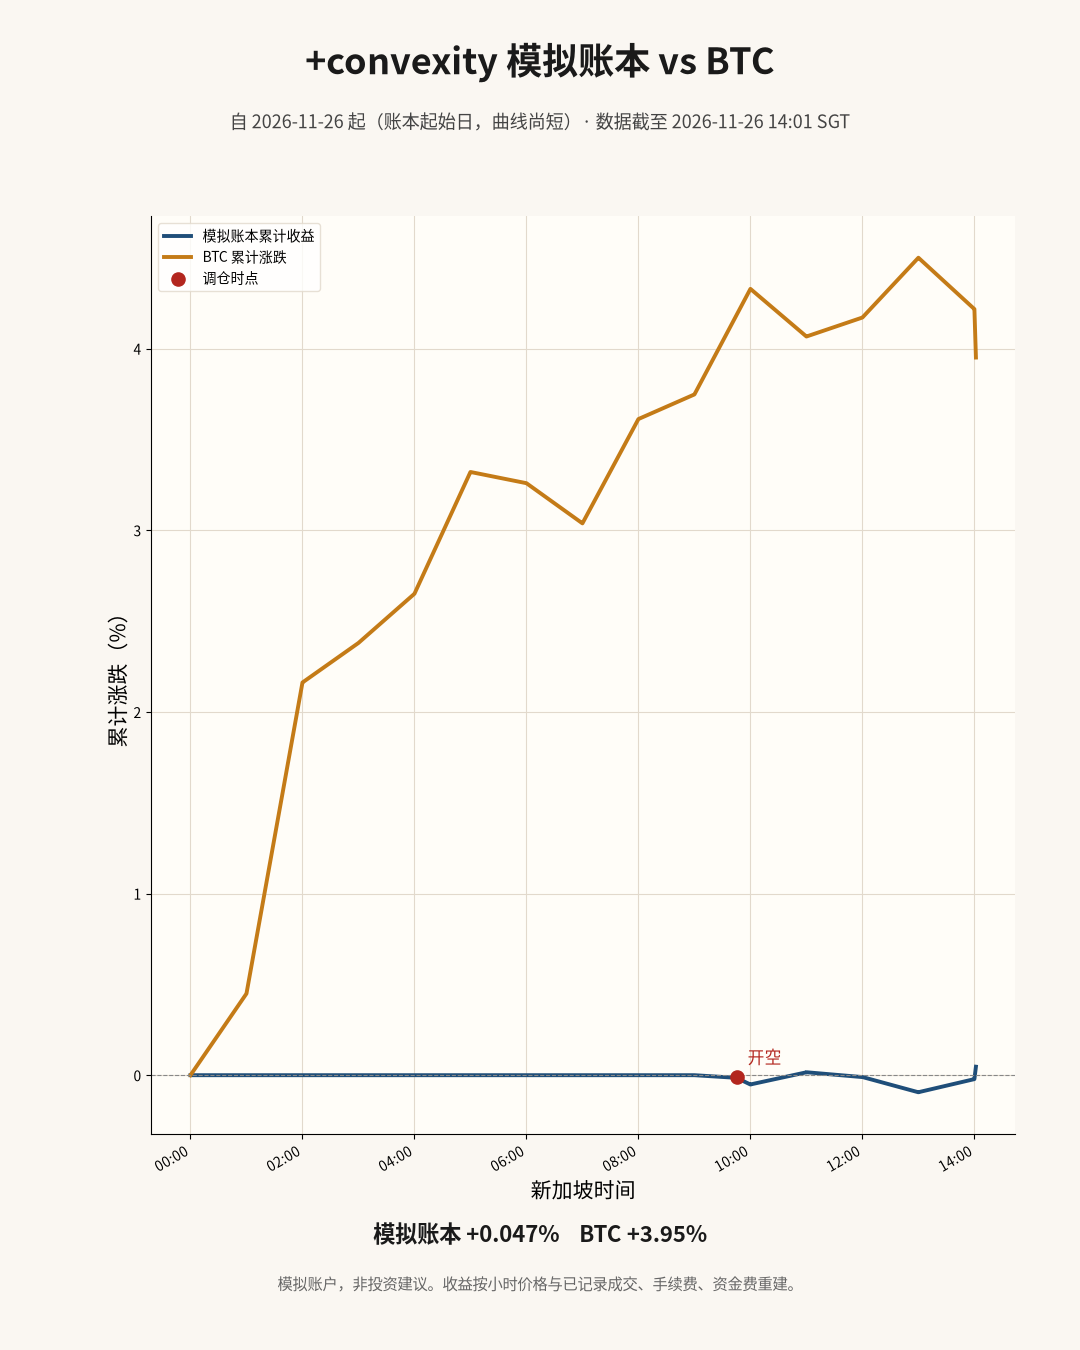 +convexity 模拟账本 vs BTC
自 2026-11-26 起（账本起始日，曲线尚短）· 数据截至 2026-11-26 14:01 SGT
模拟账本累计收益
BTC 累计涨跌
调仓时点
累计涨跌（%）
4
3
2
1
0
开空
00:00
02:00
04:00
06:00
08:00
10:00
12:00
14:00
新加坡时间
模拟账本 +0.047% BTC +3.95%
模拟账户，非投资建议。收益按小时价格与已记录成交、手续费、资金费重建。